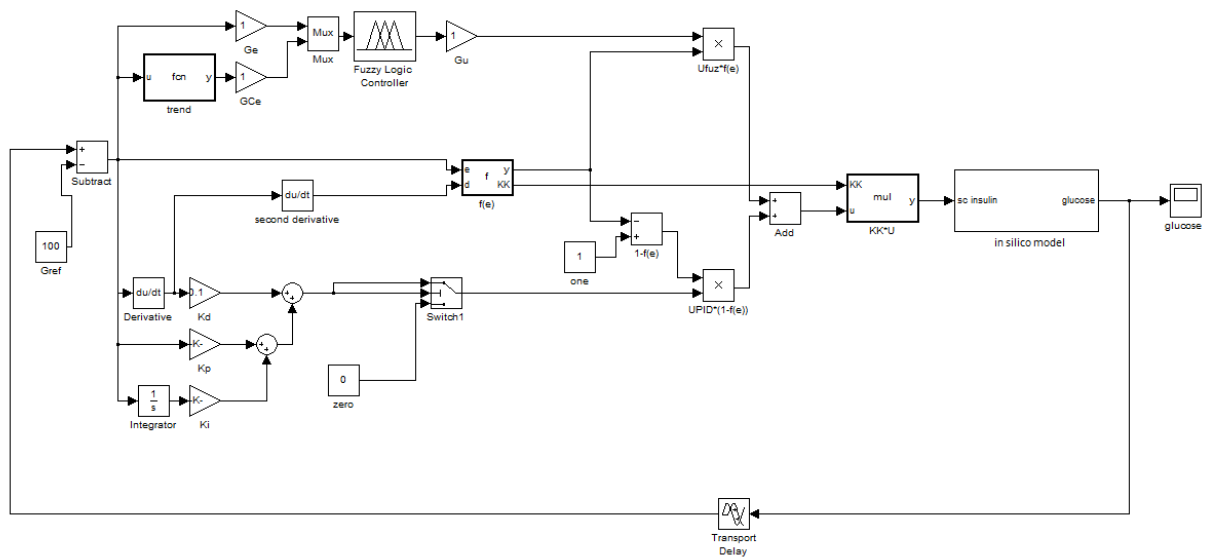 1
Ge
Mux
Mux
Fuzzy Logic
Controller
1
Gu
×
Ufuz*f(e)
u
fcn
y
trend
1
GCe
+
−
Subtract
100
Gref
du/dt
second derivative
e
d
f
y
KK
f(e)
−
+
1-f(e)
1
one
+
+
Add
KK
u
mul
y
KK*U
sc insulin
glucose
in silico model
glucose
du/dt
Derivative
0.1
Kd
+
+
Switch1
×
UPID*(1-f(e))
K-
Kp
+
+
0
zero
1
s
Integrator
K-
Ki
Transport
Delay